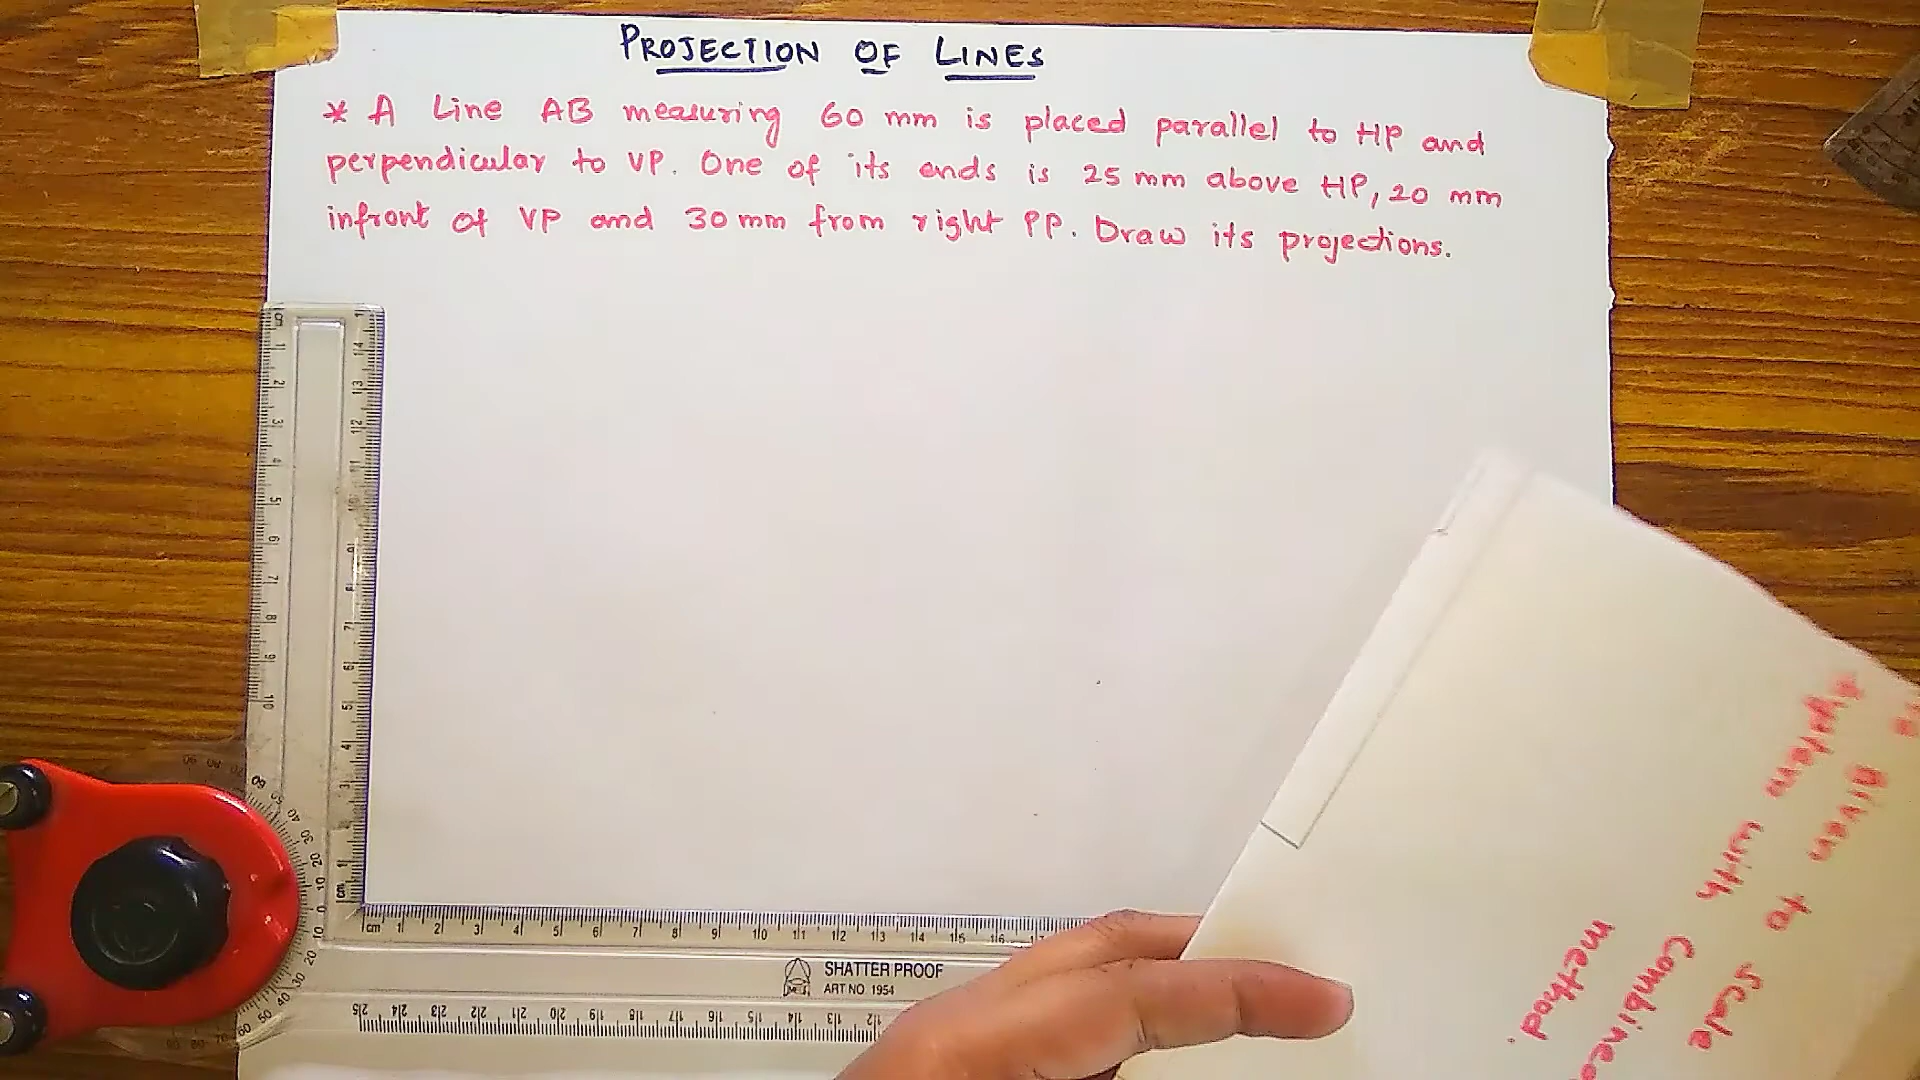 PROJECTION OF LINES
* A Line AB measuring 60 mm is placed parallel to HP and
perpendicular to VP. One of its ends is 25 mm above HP, 20 mm
infront of VP and 30 mm from right PP. Draw its projections.
SHATTER PROOF
ART NO 1954
drawn to scale
system with
Combined
method.